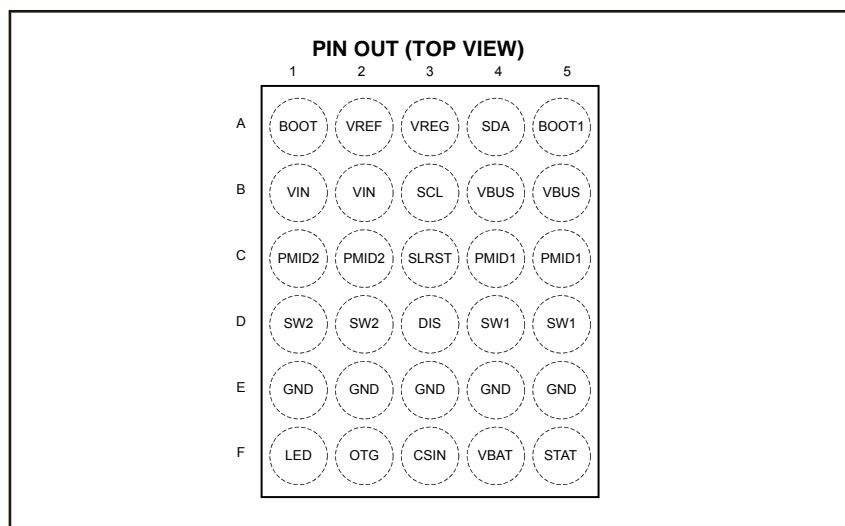 PIN OUT (TOP VIEW)
1 2 3 4 5
A BOOT VREF VREG SDA BOOT1
B VIN VIN SCL VBUS VBUS
C PMID2 PMID2 SLRST PMID1 PMID1
D SW2 SW2 DIS SW1 SW1
E GND GND GND GND GND
F LED OTG CSIN VBAT STAT